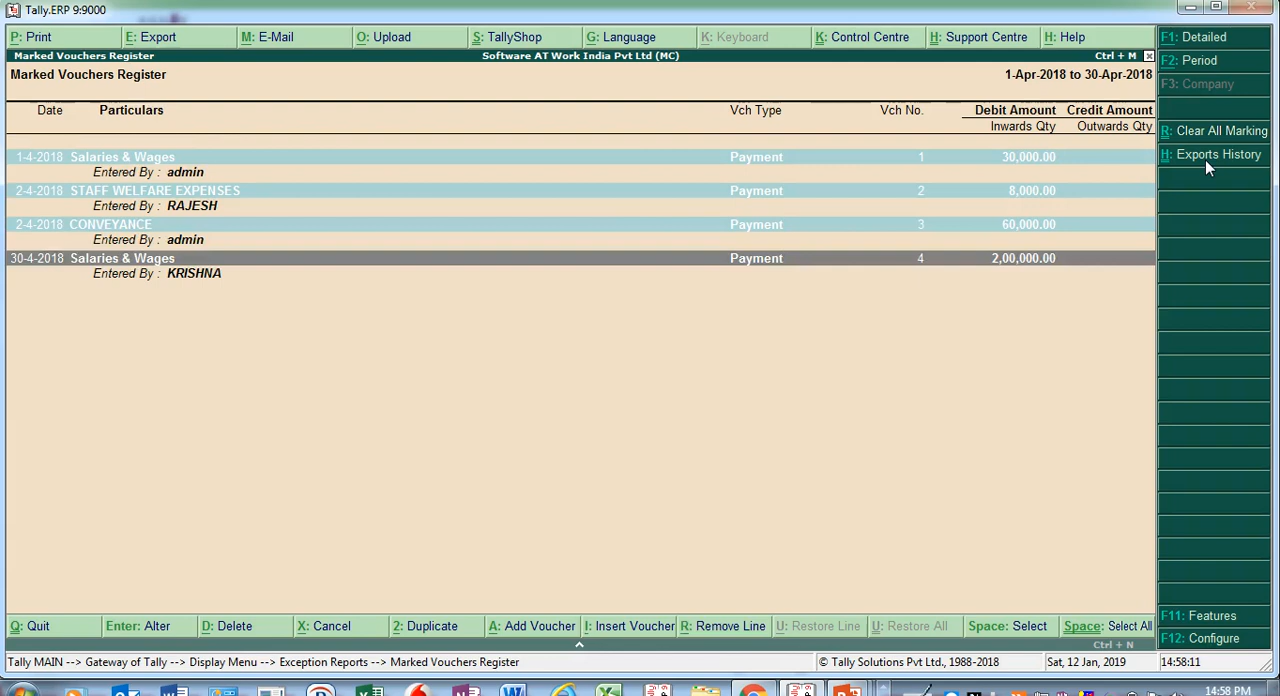 Tally.ERP 9:9000
P: Print E: Export M: E-Mail O: Upload S: TallyShop G: Language K: Keyboard K: Control Centre H: Support Centre H: Help
F1: Detailed
Marked Vouchers Register Software AT Work India Pvt Ltd (MC) Ctrl + M
F2: Period
Marked Vouchers Register 1-Apr-2018 to 30-Apr-2018
F3: Company
Date Particulars Vch Type Vch No. Debit Amount Credit Amount
Inwards Qty Outwards Qty
R: Clear All Marking
H: Exports History
1-4-2018 Salaries & Wages Payment 1 30,000.00
Entered By : admin
2-4-2018 STAFF WELFARE EXPENSES Payment 2 8,000.00
Entered By : RAJESH
2-4-2018 CONVEYANCE Payment 3 60,000.00
Entered By : admin
30-4-2018 Salaries & Wages Payment 4 2,00,000.00
Entered By : KRISHNA
F11: Features
Q: Quit Enter: Alter D: Delete X: Cancel 2: Duplicate A: Add Voucher I: Insert Voucher R: Remove Line U: Restore Line U: Restore All Space: Select Space: Select All
F12: Configure
Ctrl + N
Tally MAIN --> Gateway of Tally --> Display Menu --> Exception Reports --> Marked Vouchers Register © Tally Solutions Pvt Ltd., 1988-2018 Sat, 12 Jan, 2019 14:58:11
14:58 PM